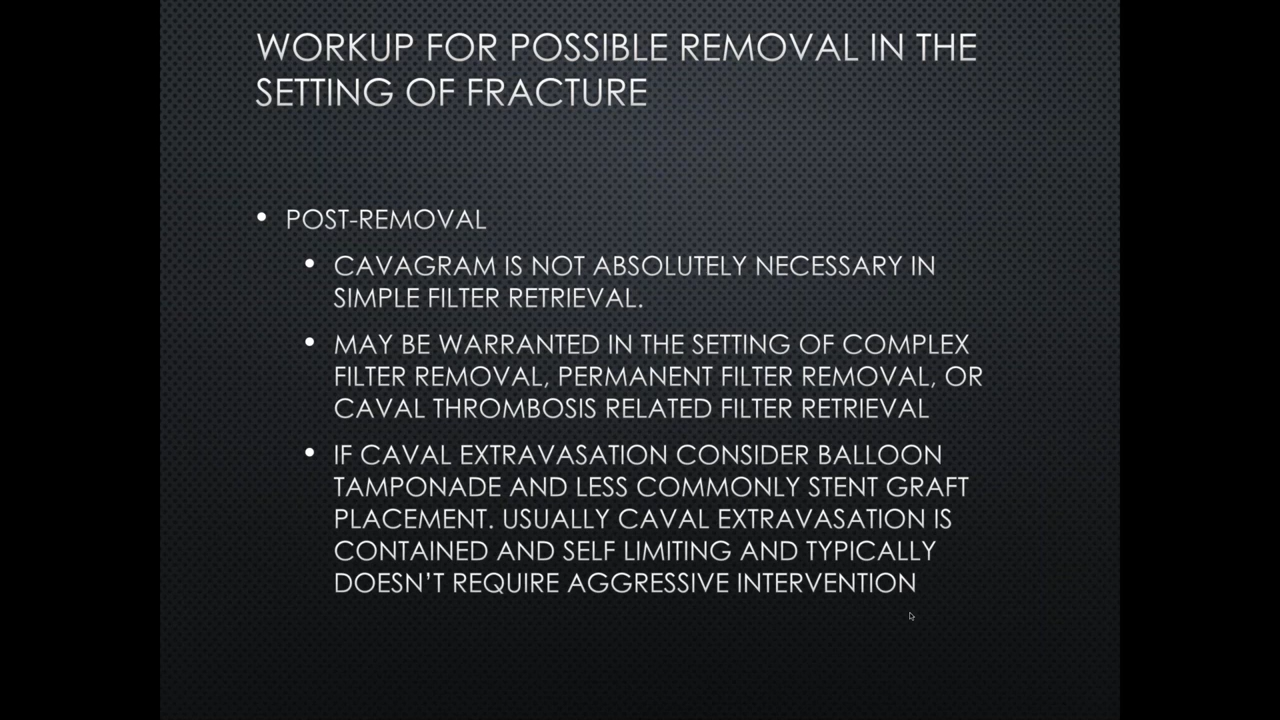 WORKUP FOR POSSIBLE REMOVAL IN THE
SETTING OF FRACTURE
• POST-REMOVAL
• CAVAGRAM IS NOT ABSOLUTELY NECESSARY IN
SIMPLE FILTER RETRIEVAL.
• MAY BE WARRANTED IN THE SETTING OF COMPLEX
FILTER REMOVAL, PERMANENT FILTER REMOVAL, OR
CAVAL THROMBOSIS RELATED FILTER RETRIEVAL
• IF CAVAL EXTRAVASATION CONSIDER BALLOON
TAMPONADE AND LESS COMMONLY STENT GRAFT
PLACEMENT. USUALLY CAVAL EXTRAVASATION IS
CONTAINED AND SELF LIMITING AND TYPICALLY
DOESN’T REQUIRE AGGRESSIVE INTERVENTION